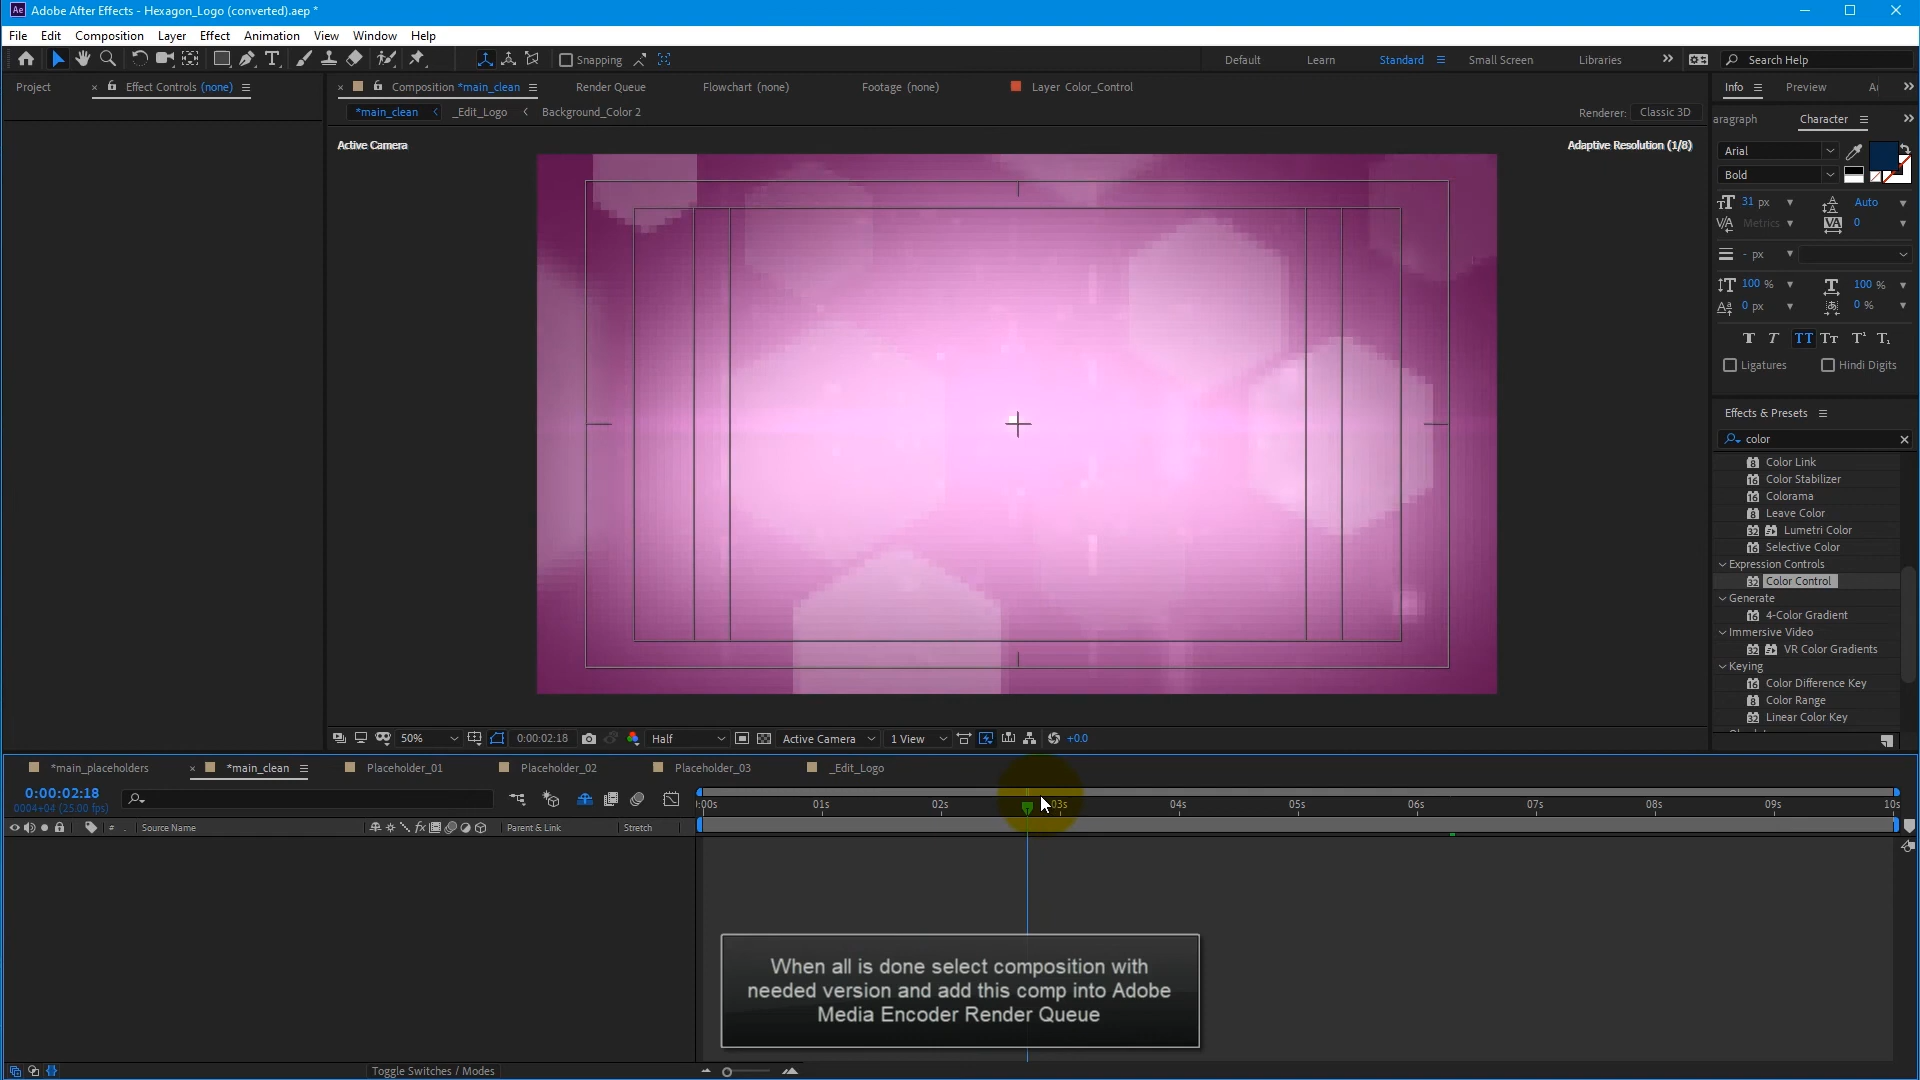 Adobe After Effects - Hexagon_Logo (converted).aep *
File Edit Composition Layer Effect Animation View Window Help
Snapping Default Learn Standard Small Screen Libraries Search Help
Project Effect Controls (none) Composition *main_clean Render Queue Flowchart (none) Footage (none) Layer Color_Control Info Preview
*main_clean _Edit_Logo Background_Color 2 Renderer: Classic 3D
aragraph Character
Active Camera Adaptive Resolution (1/8)
Arial
Bold
31 px Auto
Metrics 0
- px
100 % 100 %
0 px 0 %
Ligatures Hindi Digits
Effects & Presets
color
Color Link
Color Stabilizer
Colorama
Leave Color
Lumetri Color
Selective Color
Expression Controls
Color Control
Generate
4-Color Gradient
Immersive Video
VR Color Gradients
Keying
Color Difference Key
Color Range
Linear Color Key
50% 0:00:02:18 Half Active Camera 1 View +0.0
*main_placeholders *main_clean Placeholder_01 Placeholder_02 Placeholder_03 _Edit_Logo
0:00:02:18
0004+04 (25.00 fps)
:00s 01s 02s 03s 04s 05s 06s 07s 08s 09s 10s
# Source Name Parent & Link Stretch
When all is done select composition with
needed version and add this comp into Adobe
Media Encoder Render Queue
Toggle Switches / Modes